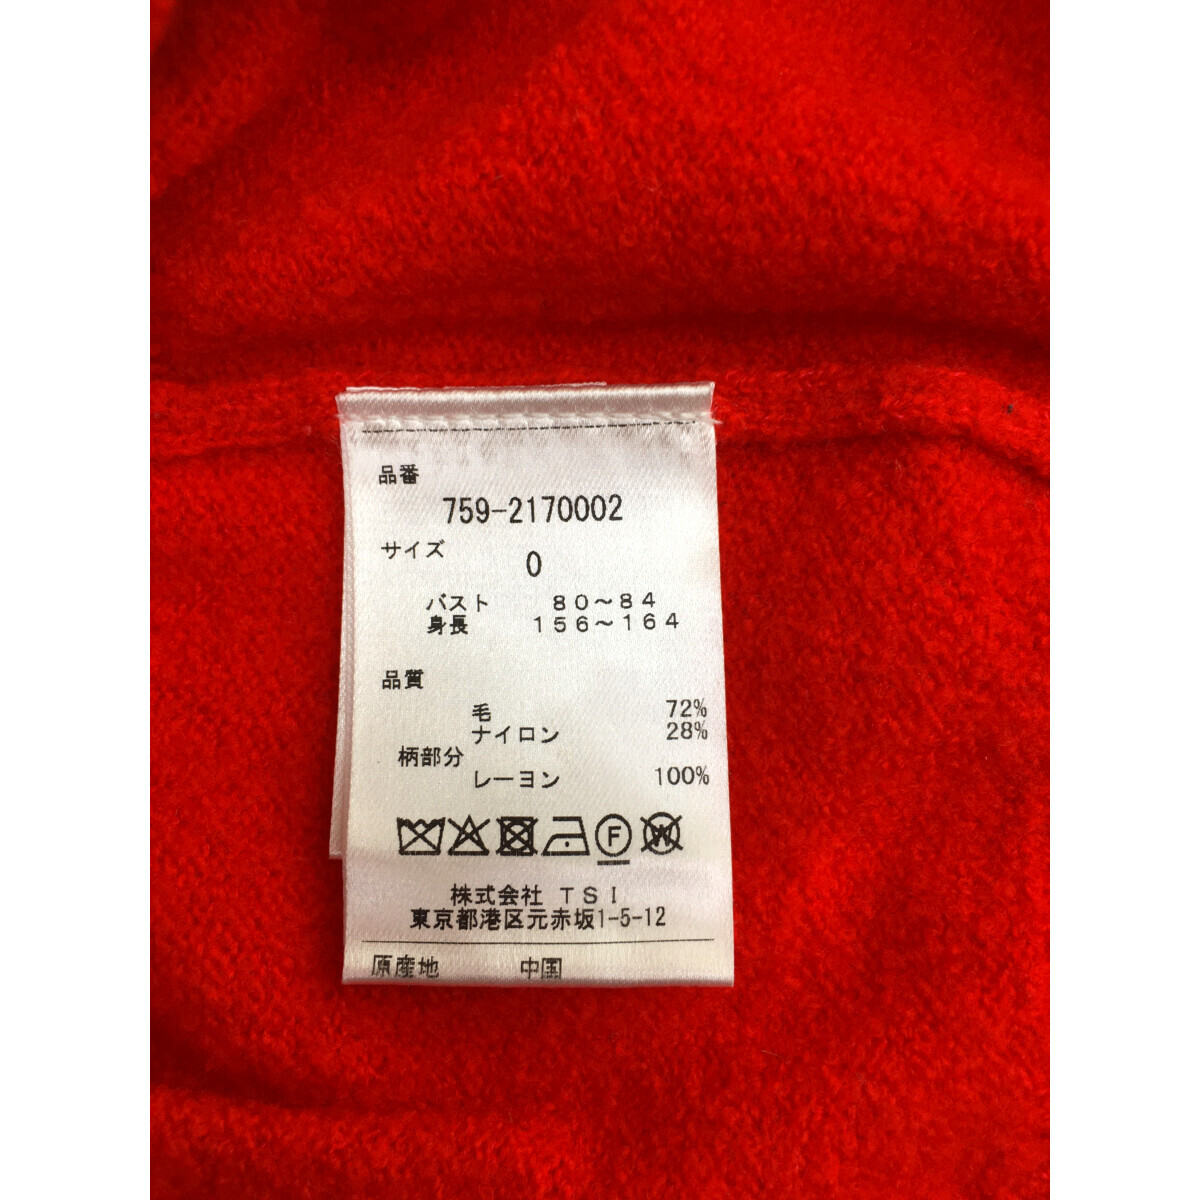 品番
759-2170002
サイズ
0
バスト 80～84
身長 156～164
品質
毛 72%
ナイロン 28%
柄部分
レーヨン 100%
F W
株式会社 TSI
東京都港区元赤坂1-5-12
原産地 中国